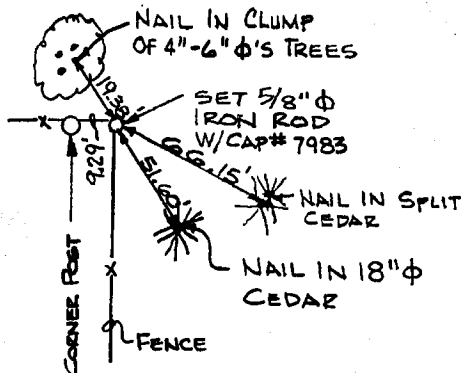 NAIL IN CLUMP
OF 4"-6" Φ'S TREES
19.38'
SET 5/8" Φ
IRON ROD
W/CAP# 7983
9.29'
66.15'
51.60'
NAIL IN SPLIT
CEDAR
NAIL IN 18" Φ
CEDAR
CORNER POST
FENCE